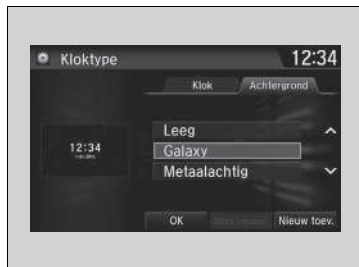 Kloktype
12:34
Klok
Achtergrond
Leeg
12:34
Galaxy
Metaalachtig
OK
Nieuw toev.